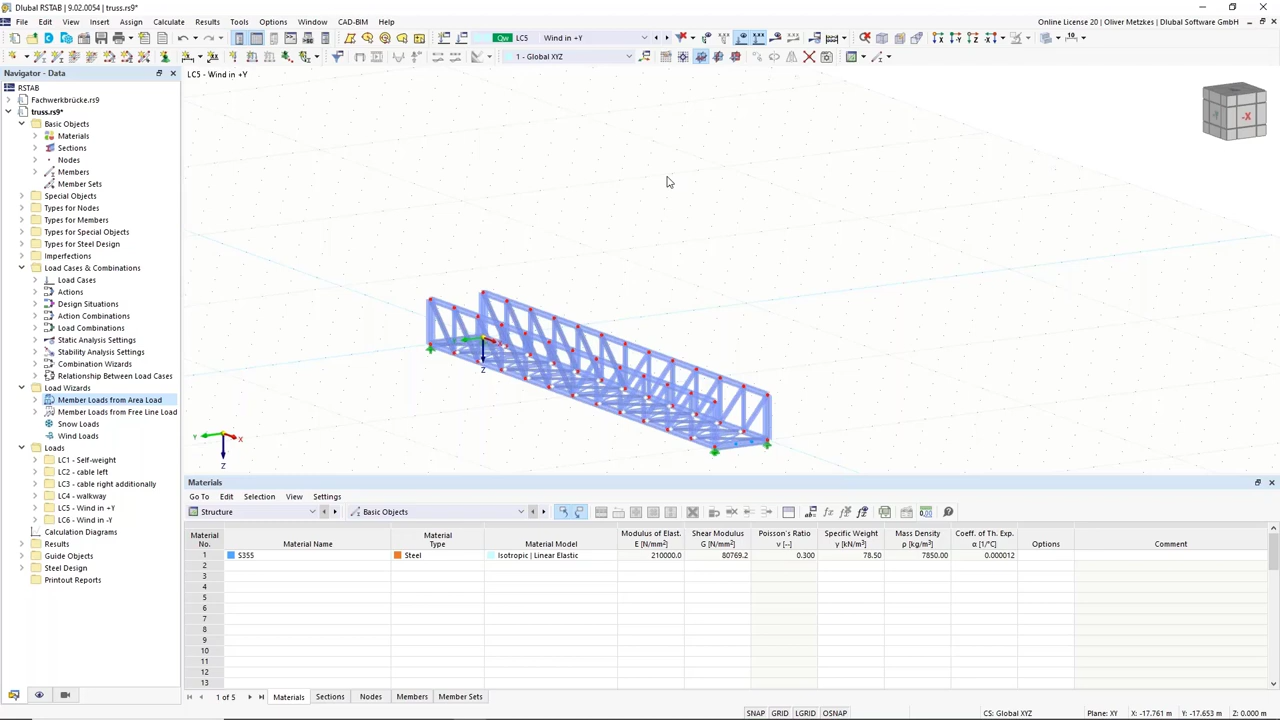 Dlubal RSTAB | 9.02.0054 | truss.rs9*
File Edit View Insert Assign Calculate Results Tools Options Window CAD-BIM Help
Online License 20 | Oliver Metzkes | Dlubal Software GmbH
Qw LC5 Wind in +Y
1 - Global XYZ
Navigator - Data
LC5 - Wind in +Y
RSTAB
Fachwerkbrücke.rs9
truss.rs9*
Basic Objects
Materials
Sections
Nodes
Members
Member Sets
Special Objects
Types for Nodes
Types for Members
Types for Special Objects
Types for Steel Design
Imperfections
Load Cases & Combinations
Load Cases
Actions
Design Situations
Action Combinations
Load Combinations
Static Analysis Settings
Stability Analysis Settings
Combination Wizards
Relationship Between Load Cases
Load Wizards
Member Loads from Area Load
Member Loads from Free Line Load
Snow Loads
Wind Loads
Loads
LC1 - Self-weight
LC2 - cable left
LC3 - cable right additionally
LC4 - walkway
LC5 - Wind in +Y
LC6 - Wind in -Y
Calculation Diagrams
Results
Guide Objects
Steel Design
Printout Reports
-X
Z
Y X
Z
Materials
Go To Edit Selection View Settings
Structure Basic Objects
Material No.
Material Name
Material Type
Material Model
Modulus of Elast. E [N/mm²]
Shear Modulus G [N/mm²]
Poisson's Ratio ν [--]
Specific Weight γ [kN/m³]
Mass Density ρ [kg/m³]
Coeff. of Th. Exp. α [1/°C]
Options
Comment
1 S355 Steel Isotropic | Linear Elastic 210000.0 80769.2 0.300 78.50 7850.00 0.000012
2
3
4
5
6
7
8
9
10
11
12
13
1 of 5 Materials Sections Nodes Members Member Sets
SNAP GRID LGRID OSNAP CS: Global XYZ Plane: XY X: -17.761 m Y: -17.653 m Z: 0.000 m